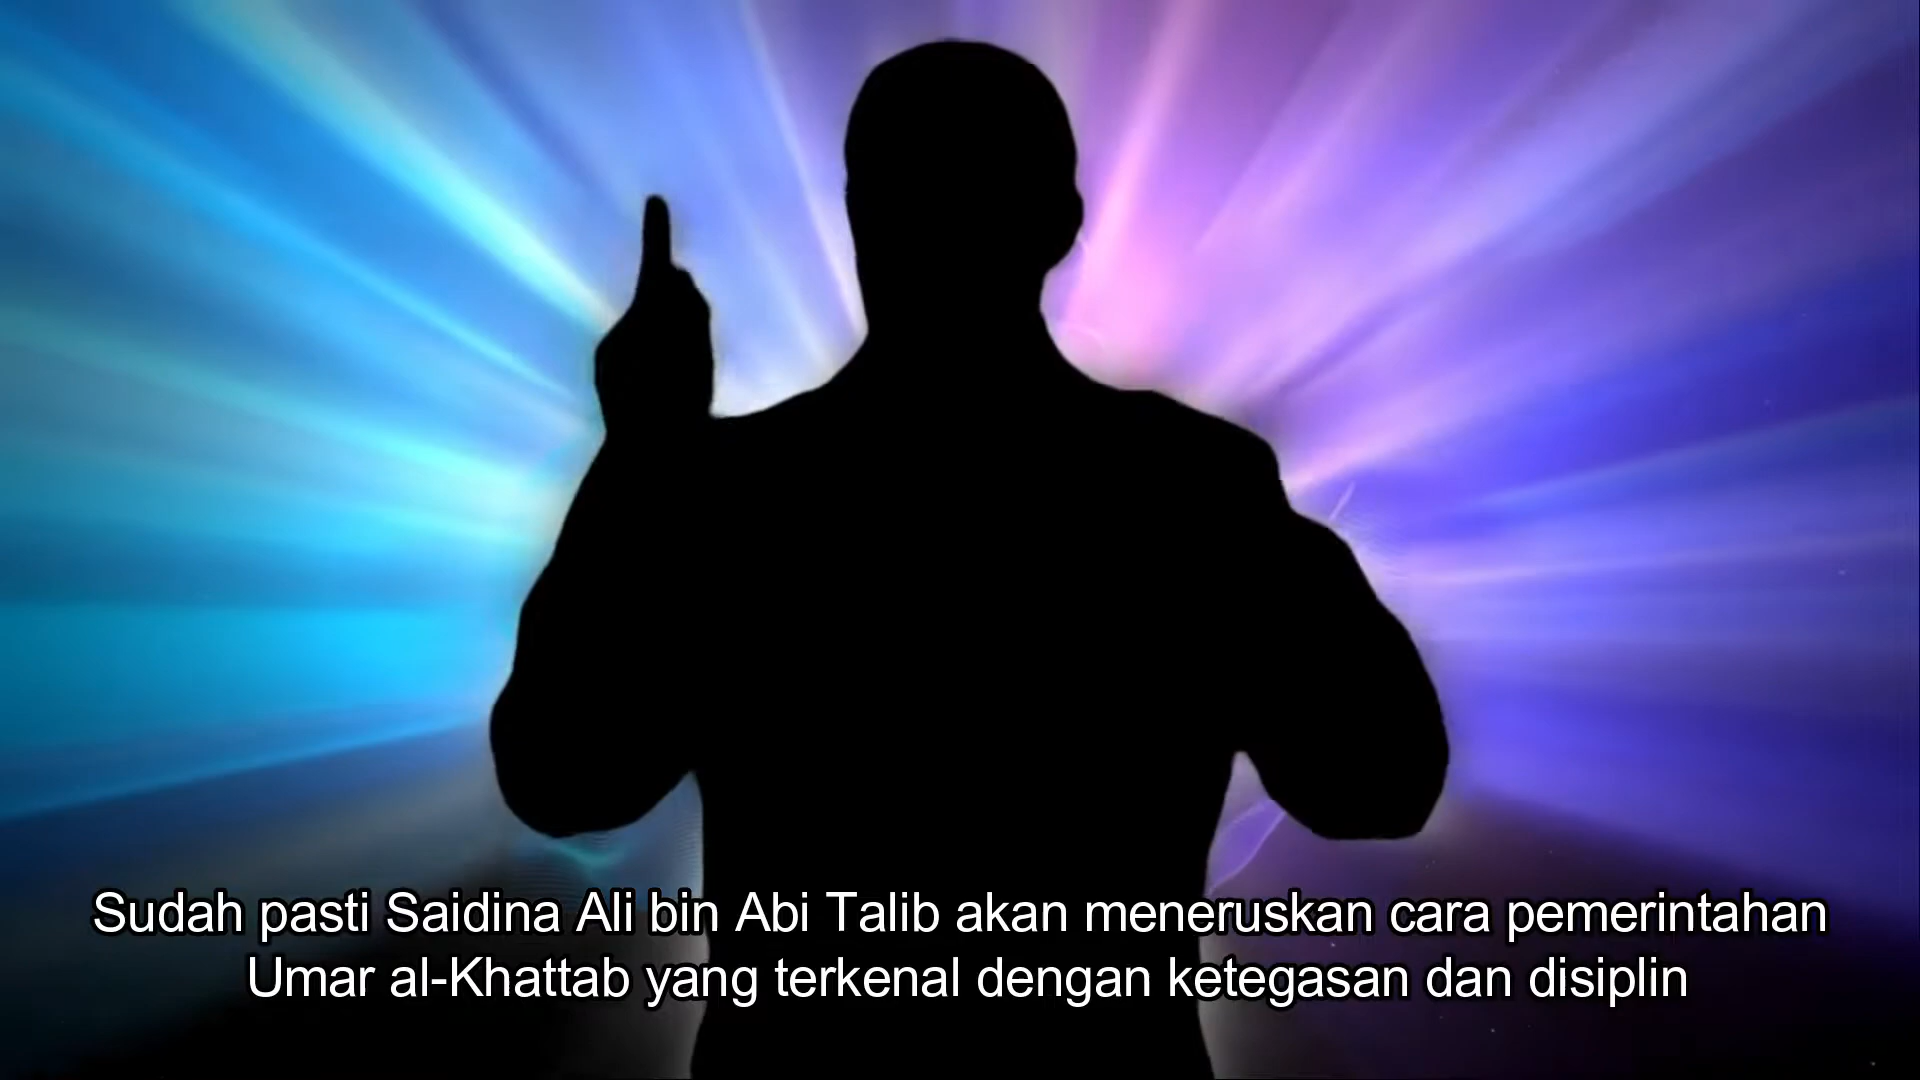 Sudah pasti Saidina Ali bin Abi Talib akan meneruskan cara pemerintahan
Umar al-Khattab yang terkenal dengan ketegasan dan disiplin